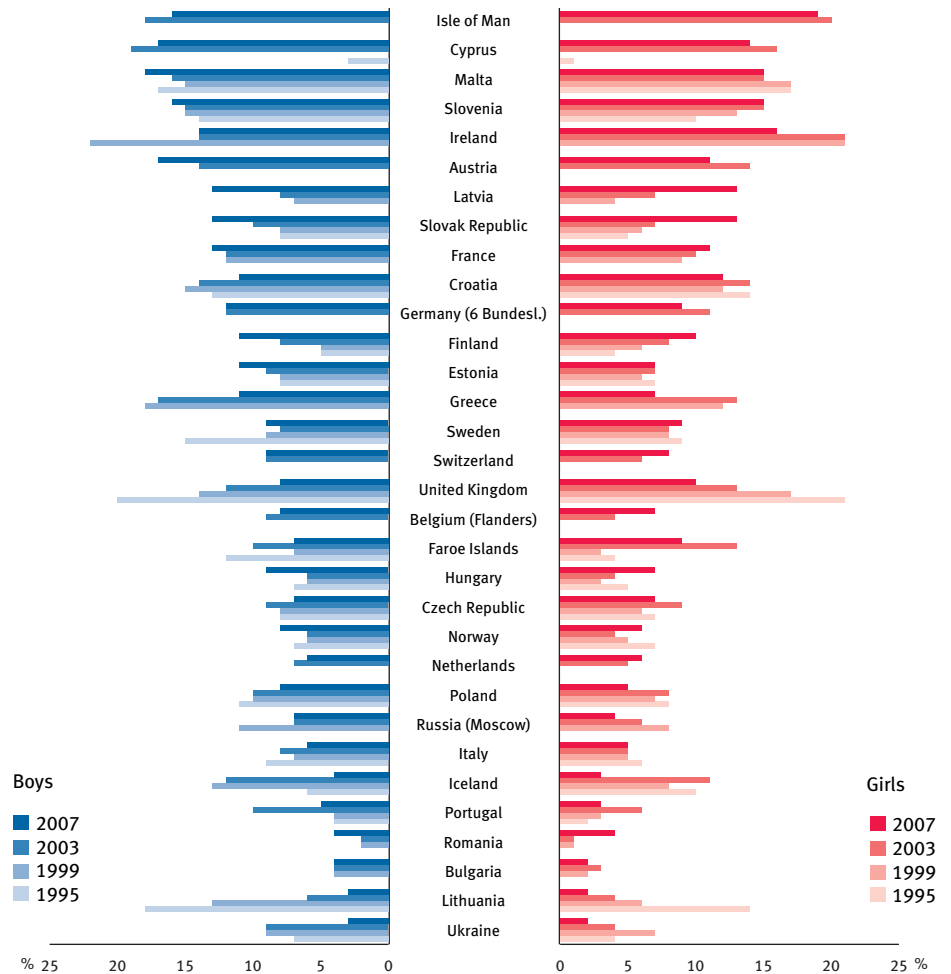 Isle of Man
Cyprus
Malta
Slovenia
Ireland
Austria
Latvia
Slovak Republic
France
Croatia
Germany (6 Bundesl.)
Finland
Estonia
Greece
Sweden
Switzerland
United Kingdom
Belgium (Flanders)
Faroe Islands
Hungary
Czech Republic
Norway
Netherlands
Poland
Russia (Moscow)
Italy
Iceland
Portugal
Romania
Bulgaria
Lithuania
Ukraine
Boys
2007
2003
1999
1995
Girls
2007
2003
1999
1995
% 25 20 15 10 5 0 0 5 10 15 20 25 %